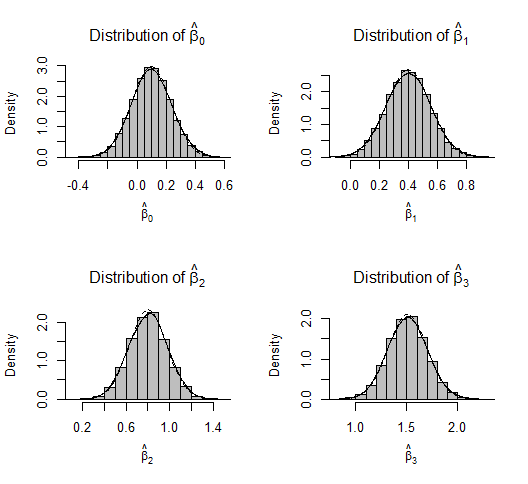 Distribution of β̂₀
Density
0.0 1.0 2.0 3.0
-0.4 0.0 0.2 0.4 0.6
β̂₀
Distribution of β̂₁
Density
0.0 1.0 2.0
0.0 0.2 0.4 0.6 0.8
β̂₁
Distribution of β̂₂
Density
0.0 1.0 2.0
0.2 0.6 1.0 1.4
β̂₂
Distribution of β̂₃
Density
0.0 1.0 2.0
1.0 1.5 2.0
β̂₃